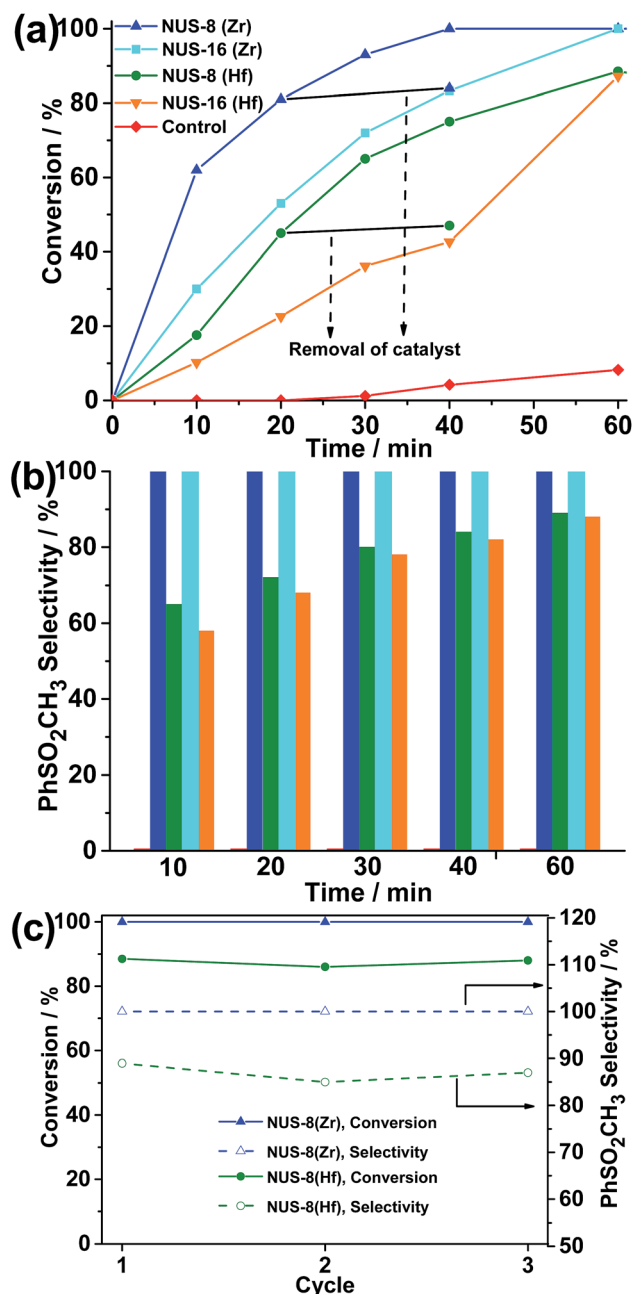 (a)
NUS-8 (Zr)
NUS-16 (Zr)
NUS-8 (Hf)
NUS-16 (Hf)
Control
Removal of catalyst
Conversion / %
100
80
60
40
20
0
0 10 20 30 40 50 60
Time / min
(b)
PhSO2CH3 Selectivity / %
100
80
60
40
20
0
10 20 30 40 60
Time / min
(c)
Conversion / %
100
80
60
40
20
0
NUS-8(Zr), Conversion
NUS-8(Zr), Selectivity
NUS-8(Hf), Conversion
NUS-8(Hf), Selectivity
120
110
100
90
80
70
60
50
PhSO2CH3 Selectivity / %
1 2 3
Cycle